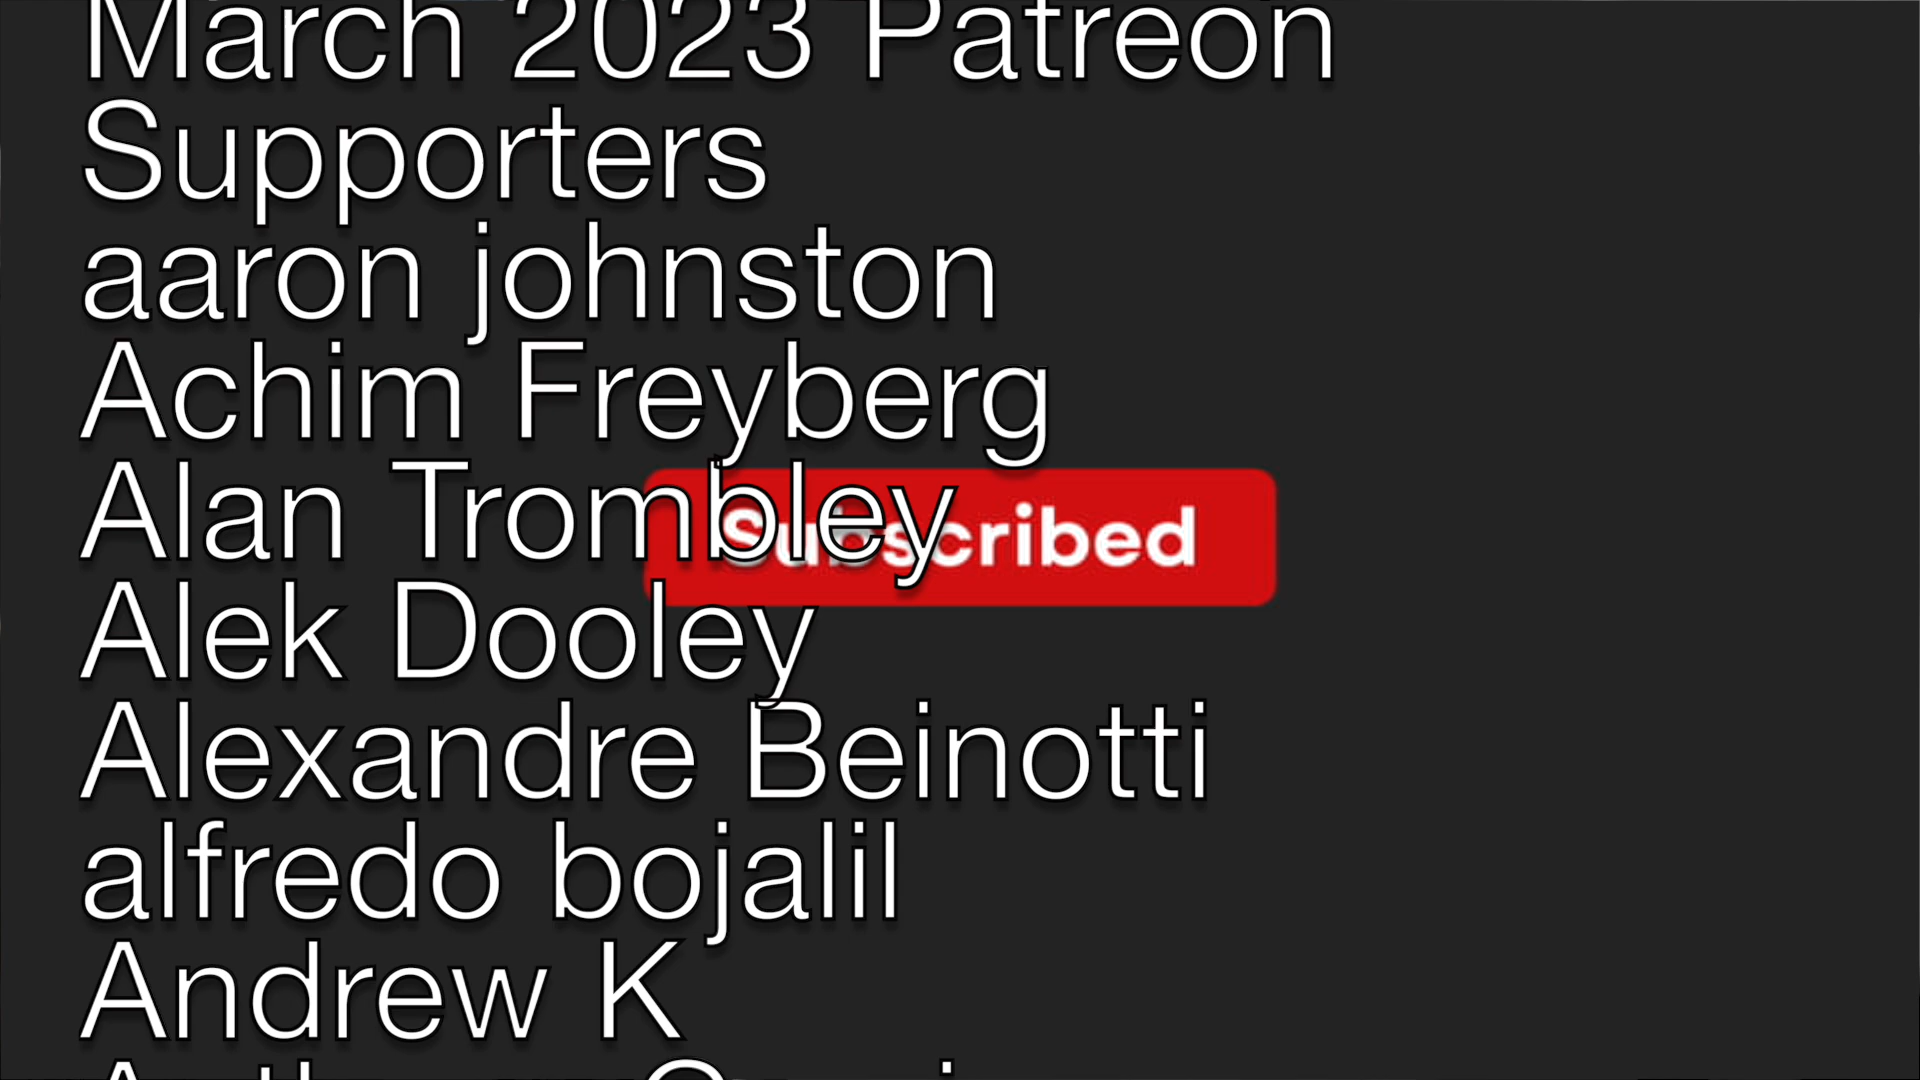 March 2023 Patreon
Supporters
aaron johnston
Achim Freyberg
Alan Trombley
Subscribed
Alek Dooley
Alexandre Beinotti
alfredo bojalil
Andrew K